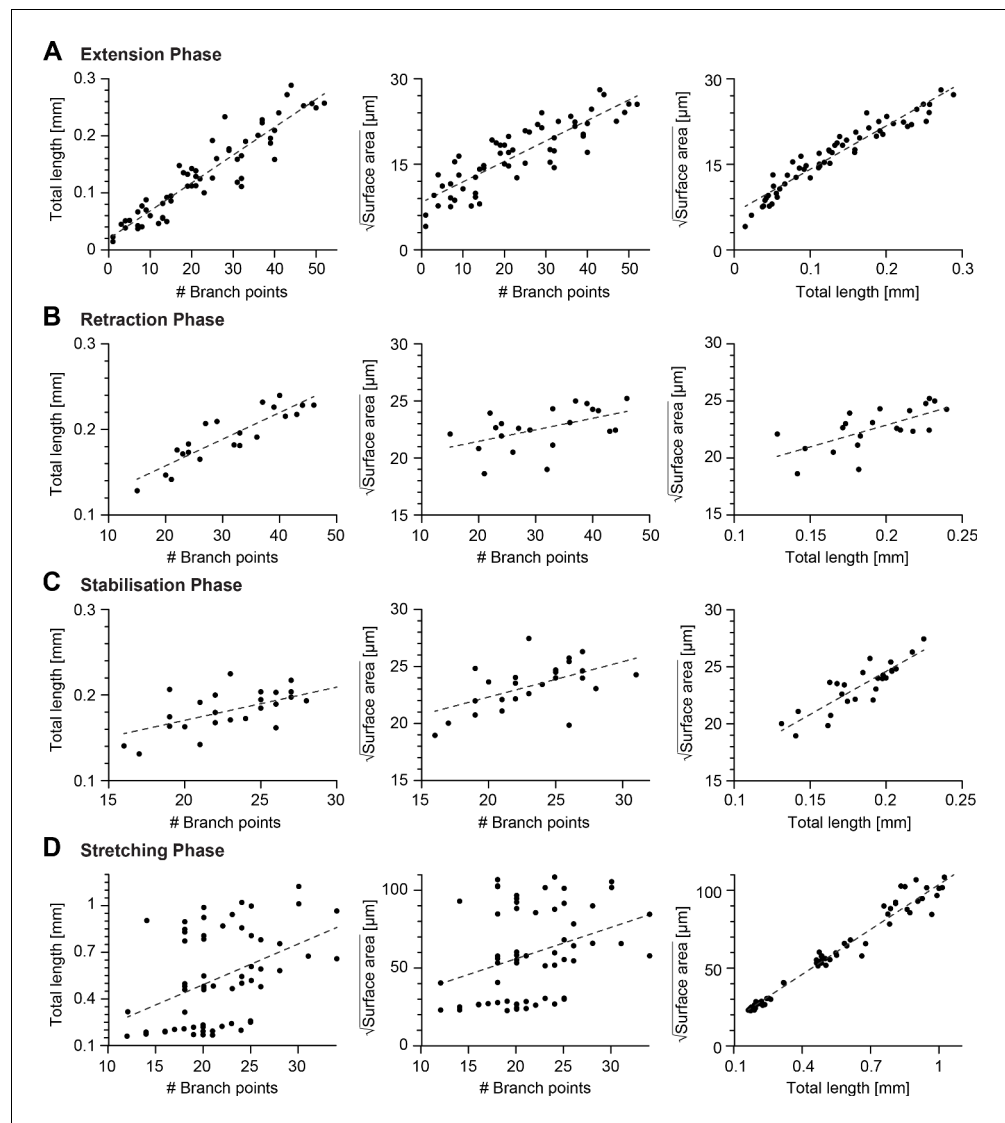 A Extension Phase
Total length [mm]
0.3
0.2
0.1
0
0 10 20 30 40 50
# Branch points
√Surface area [µm]
30
15
0
0 10 20 30 40 50
# Branch points
√Surface area [µm]
30
15
0
0 0.1 0.2 0.3
Total length [mm]
B Retraction Phase
Total length [mm]
0.3
0.2
0.1
10 20 30 40 50
# Branch points
√Surface area [µm]
30
25
20
15
10 20 30 40 50
# Branch points
√Surface area [µm]
30
25
20
15
0.1 0.15 0.2 0.25
Total length [mm]
C Stabilisation Phase
Total length [mm]
0.3
0.2
0.1
15 20 25 30
# Branch points
√Surface area [µm]
30
25
20
15
15 20 25 30
# Branch points
√Surface area [µm]
30
25
20
15
0.1 0.15 0.2 0.25
Total length [mm]
D Stretching Phase
Total length [mm]
1
0.7
0.4
0.1
10 15 20 25 30
# Branch points
√Surface area [µm]
100
50
0
10 15 20 25 30
# Branch points
√Surface area [µm]
100
50
0
0.1 0.4 0.7 1
Total length [mm]